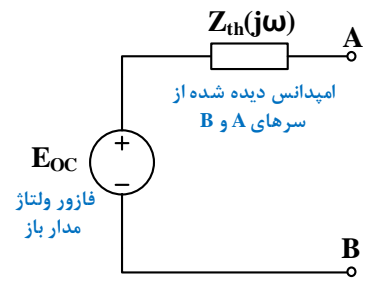 Zth(jω)
A
امپدانس دیده شده از
سرهای A و B
+
EOC
−
فازور ولتاژ
مدار باز
B